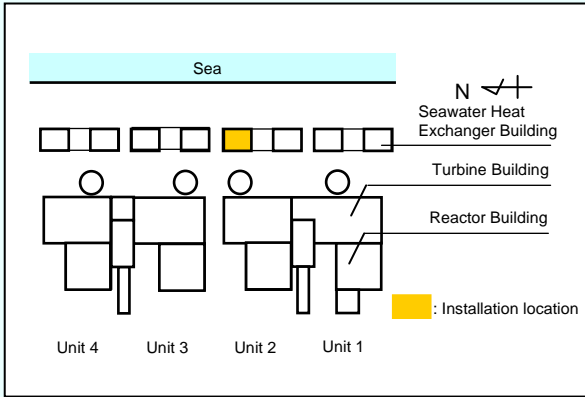 Sea
N
Seawater Heat
Exchanger Building
Turbine Building
Reactor Building
: Installation location
Unit 4
Unit 3
Unit 2
Unit 1